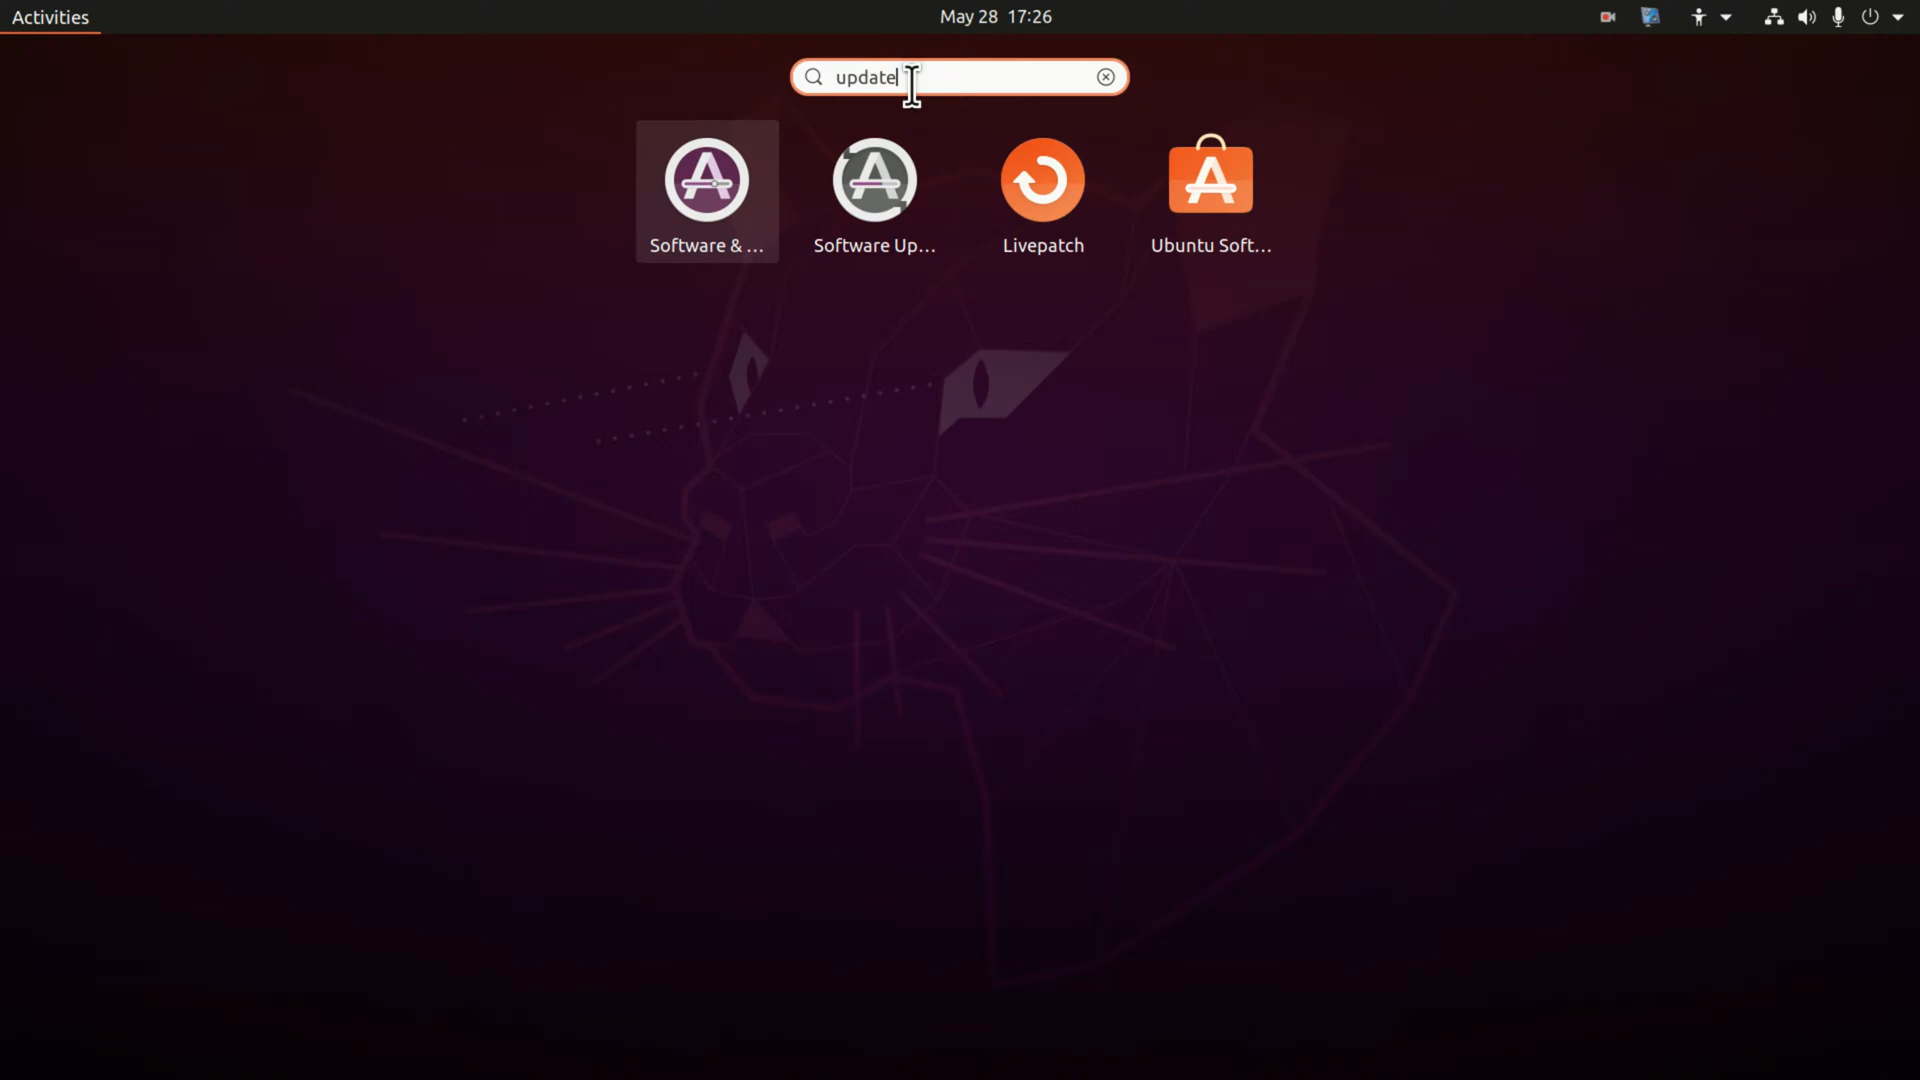 Activities
May 28 17:26
update
Software & ...
Software Up...
Livepatch
Ubuntu Soft...